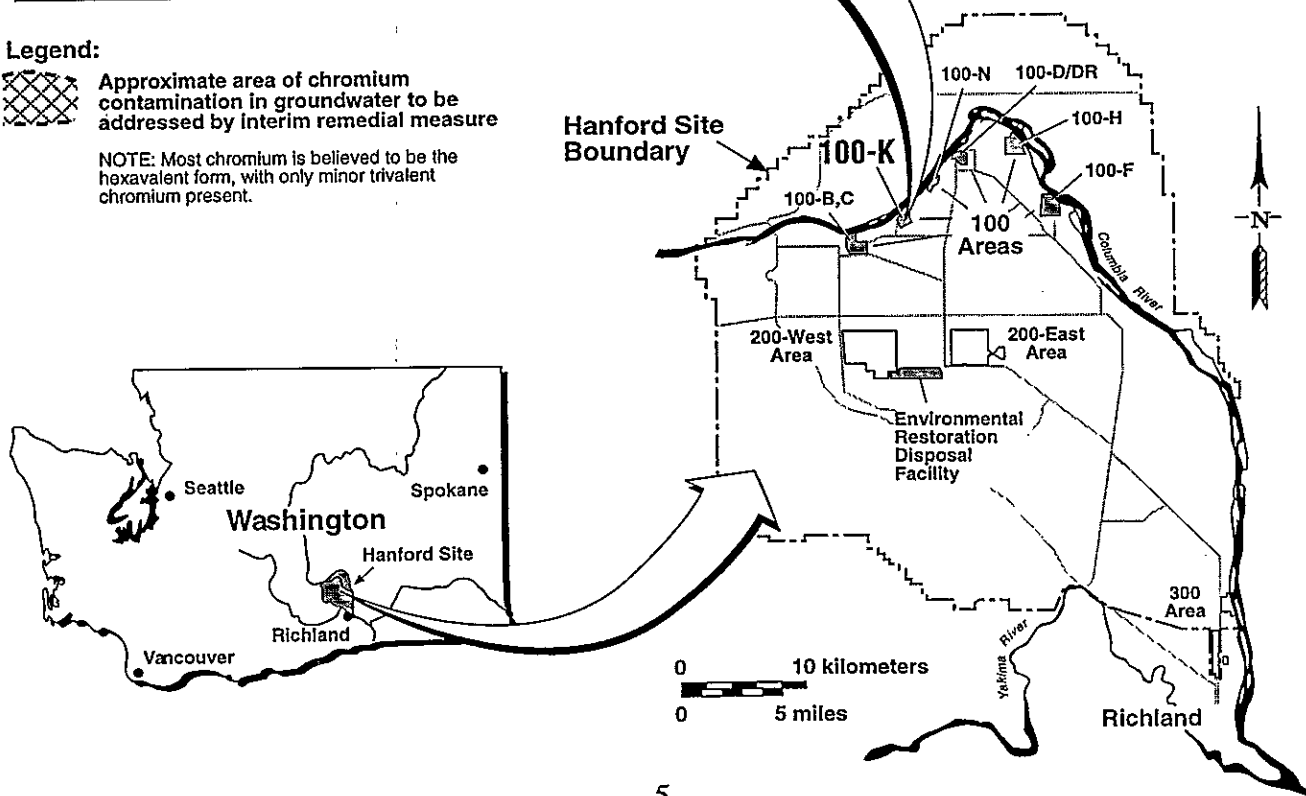 Legend:
Approximate area of chromium
contamination in groundwater to be
addressed by interim remedial measure
NOTE: Most chromium is believed to be the
hexavalent form, with only minor trivalent
chromium present.
Hanford Site
Boundary
100-K
100-N
100-D/DR
100-H
100-F
100-B,C
100
Areas
N
Columbia
River
200-West
Area
200-East
Area
Environmental
Restoration
Disposal
Facility
Seattle
Spokane
Washington
Hanford Site
Richland
Vancouver
300
Area
Yakima River
Richland
0 10 kilometers
0 5 miles
5